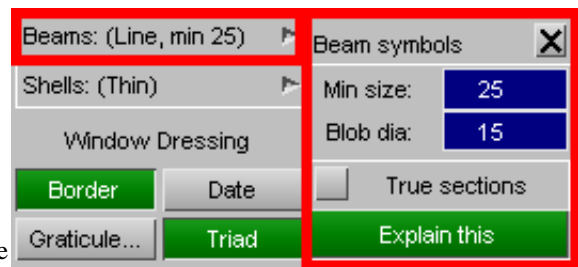 Beams: (Line, min 25)
Shells: (Thin)
Window Dressing
Border Date
Graticule... Triad
e
Beam symbols X
Min size: 25
Blob dia: 15
True sections
Explain this